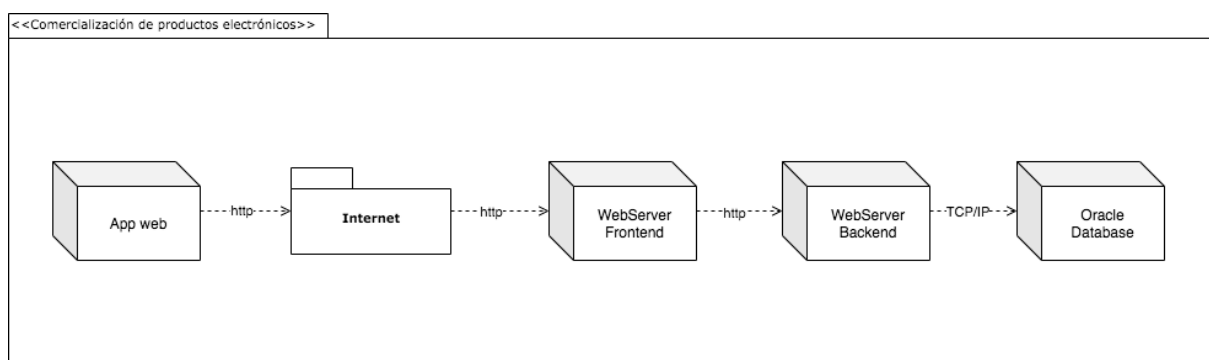 <<Comercialización de productos electrónicos>>
App web
http
Internet
http
WebServer
Frontend
http
WebServer
Backend
TCP/IP
Oracle
Database